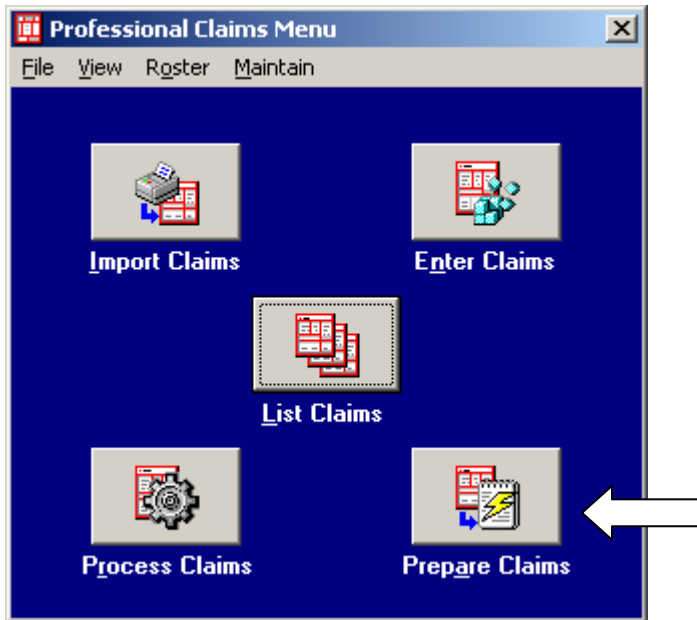 Professional Claims Menu
File View Roster Maintain
Import Claims
Enter Claims
List Claims
Process Claims
Prepare Claims